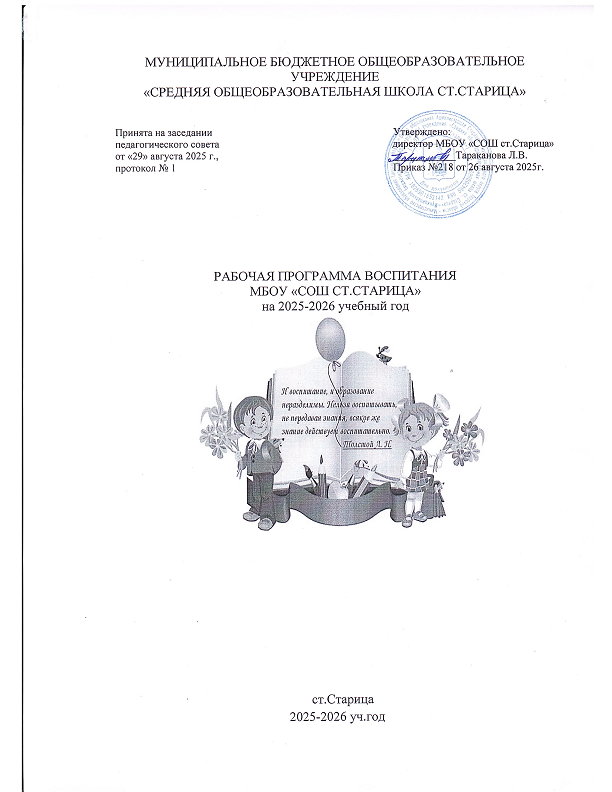 МУНИЦИПАЛЬНОЕ БЮДЖЕТНОЕ ОБЩЕОБРАЗОВАТЕЛЬНОЕ
УЧРЕЖДЕНИЕ
«СРЕДНЯЯ ОБЩЕОБРАЗОВАТЕЛЬНАЯ ШКОЛА СТ.СТАРИЦА»
Принята на заседании
педагогического совета
от «29» августа 2025 г.,
протокол № 1
Утверждено:
директор МБОУ «СОШ ст.Старица»
Тараканова Л.В.
Приказ №218 от 26 августа 2025г.
РАБОЧАЯ ПРОГРАММА ВОСПИТАНИЯ
МБОУ «СОШ СТ.СТАРИЦА»
на 2025-2026 учебный год
И воспитание, и образование
нераздельны. Нельзя воспитывать,
не передавая знания, всякое же
знание действует воспитательно.
Толстой Л. Н.
ст.Старица
2025-2026 уч.год